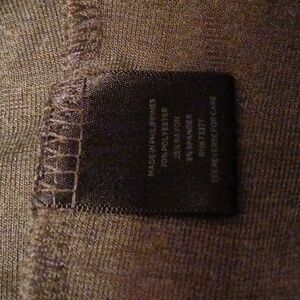 MADE IN PHILIPPINES
70% POLYESTER
25% RAYON
5% SPANDEX
RN# 73277
SEE REVERSE FOR CARE